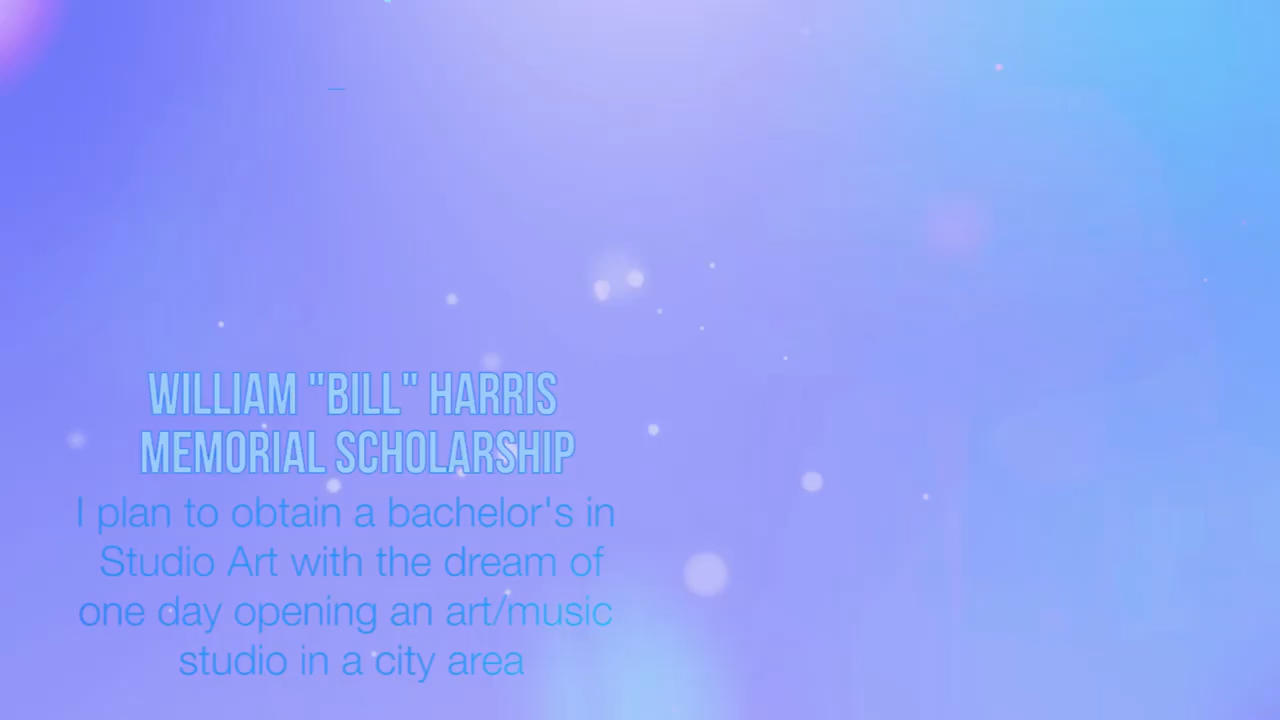 WILLIAM "BILL" HARRIS
MEMORIAL SCHOLARSHIP
I plan to obtain a bachelor's in
Studio Art with the dream of
one day opening an art/music
studio in a city area